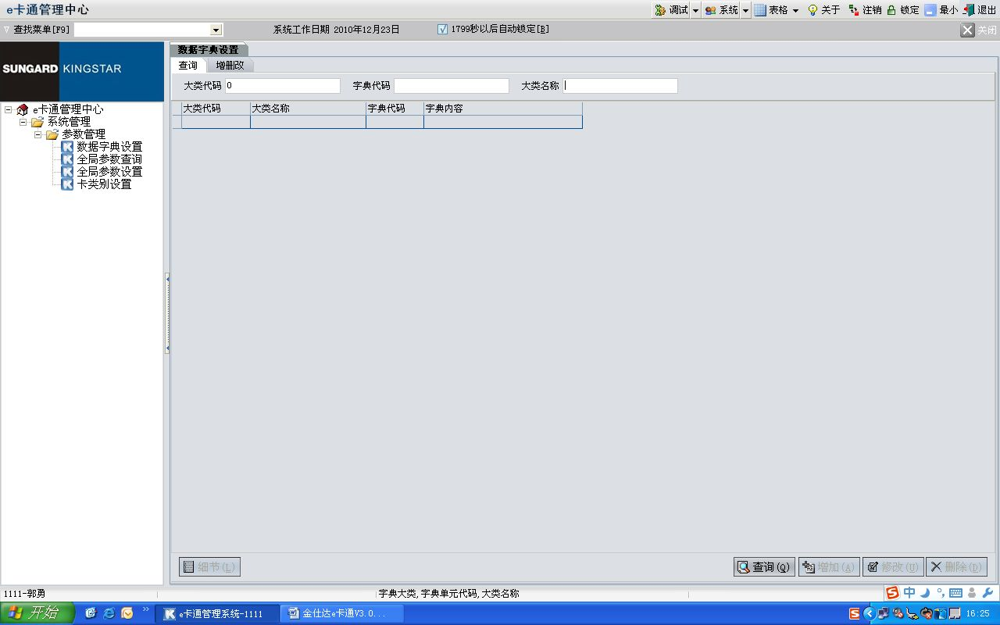 e卡通管理中心
调试 系统 表格 关于 注销 锁定 最小 退出
查找菜单[F9] 系统工作日期 2010年12月23日 1799秒以后自动锁定[B] 关闭
SUNGARD KINGSTAR
数据字典设置
查询 增删改
大类代码 0 字典代码 大类名称
大类代码 大类名称 字典代码 字典内容
e卡通管理中心
系统管理
参数管理
数据字典设置
全局参数查询
全局参数设置
卡类别设置
细节(L) 查询(Q) 增加(A) 修改(U) 删除(D)
1111-郭勇 字典大类,字典单元代码,大类名称
中
开始 e卡通管理系统-1111 金仕达e卡通V3.0... 16:25